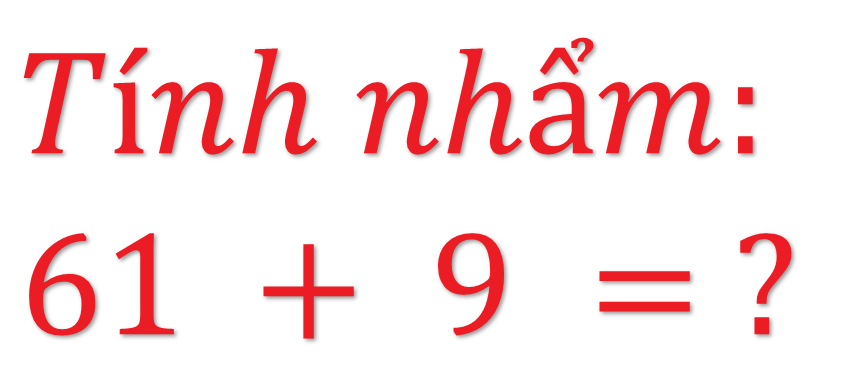 Tính nhẩm:
61 + 9 = ?